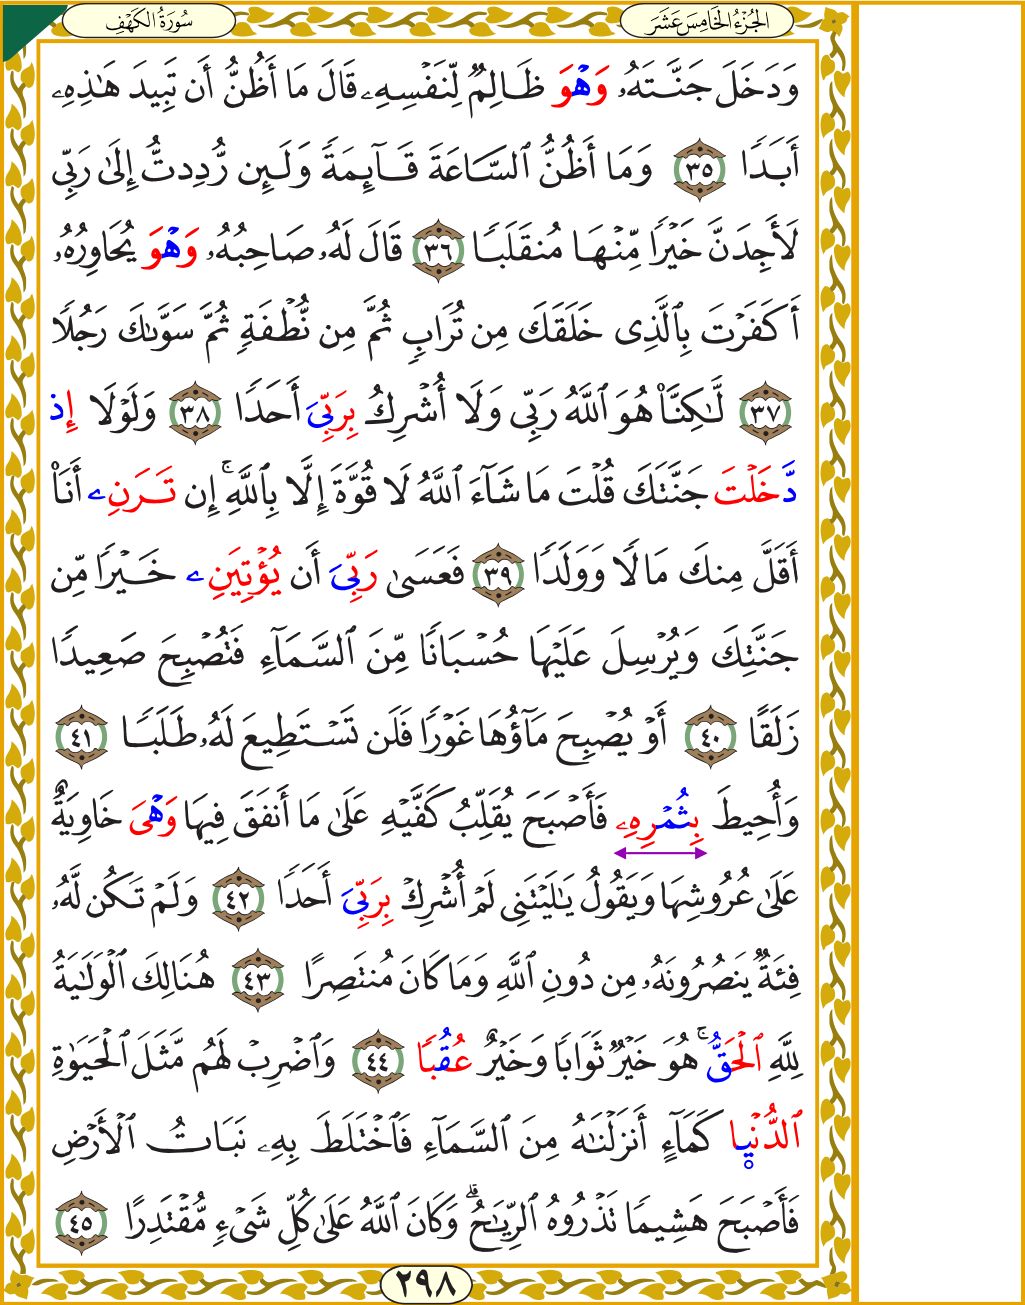 سُورَةُ الكَهْفِ
الجُزْءُ الخَامِسَ عَشَرَ
وَدَخَلَ جَنَّتَهُۥ وَهْوَ ظَالِمٌ لِّنَفْسِهِۦ قَالَ مَا أَظُنُّ أَن تَبِيدَ هَٰذِهِۦ
أَبَدًا ٣٥ وَمَا أَظُنُّ ٱلسَّاعَةَ قَآئِمَةً وَلَئِن رُّدِدتُّ إِلَىٰ رَبِّى
لَأَجِدَنَّ خَيْرًا مِّنْهَا مُنقَلَبًا ٣٦ قَالَ لَهُۥ صَاحِبُهُۥ وَهْوَ يُحَاوِرُهُۥ
أَكَفَرْتَ بِٱلَّذِى خَلَقَكَ مِن تُرَابٍ ثُمَّ مِن نُّطْفَةٍ ثُمَّ سَوَّىٰكَ رَجُلًا
٣٧ لَّٰكِنَّا۠ هُوَ ٱللَّهُ رَبِّى وَلَا أُشْرِكُ بِرَبِّىَ أَحَدًا ٣٨ وَلَوْلَا إِذ
دَّخَلْتَ جَنَّتَكَ قُلْتَ مَا شَآءَ ٱللَّهُ لَا قُوَّةَ إِلَّا بِٱللَّهِ ۚ إِن تَرَنِۦ أَنَا۠
أَقَلَّ مِنكَ مَالًا وَوَلَدًا ٣٩ فَعَسَىٰ رَبِّىَ أَن يُؤْتِيَنِۦ خَيْرًا مِّن
جَنَّتِكَ وَيُرْسِلَ عَلَيْهَا حُسْبَانًا مِّنَ ٱلسَّمَآءِ فَتُصْبِحَ صَعِيدًا
زَلَقًا ٤٠ أَوْ يُصْبِحَ مَآؤُهَا غَوْرًا فَلَن تَسْتَطِيعَ لَهُۥ طَلَبًا ٤١
وَأُحِيطَ بِثُمْرِهِۦ فَأَصْبَحَ يُقَلِّبُ كَفَّيْهِ عَلَىٰ مَا أَنفَقَ فِيهَا وَهْىَ خَاوِيَةٌ
عَلَىٰ عُرُوشِهَا وَيَقُولُ يَٰلَيْتَنِى لَمْ أُشْرِكْ بِرَبِّىَ أَحَدًا ٤٢ وَلَمْ تَكُن لَّهُۥ
فِئَةٌ يَنصُرُونَهُۥ مِن دُونِ ٱللَّهِ وَمَا كَانَ مُنتَصِرًا ٤٣ هُنَالِكَ ٱلْوَلَٰيَةُ
لِلَّهِ ٱلْحَقُّ ۚ هُوَ خَيْرٌ ثَوَابًا وَخَيْرٌ عُقُبًا ٤٤ وَٱضْرِبْ لَهُم مَّثَلَ ٱلْحَيَوٰةِ
ٱلدُّنْيا كَمَآءٍ أَنزَلْنَٰهُ مِنَ ٱلسَّمَآءِ فَٱخْتَلَطَ بِهِۦ نَبَاتُ ٱلْأَرْضِ
فَأَصْبَحَ هَشِيمًا تَذْرُوهُ ٱلرِّيَٰحُ ۗ وَكَانَ ٱللَّهُ عَلَىٰ كُلِّ شَىْءٍ مُّقْتَدِرًا ٤٥
٢٩٨